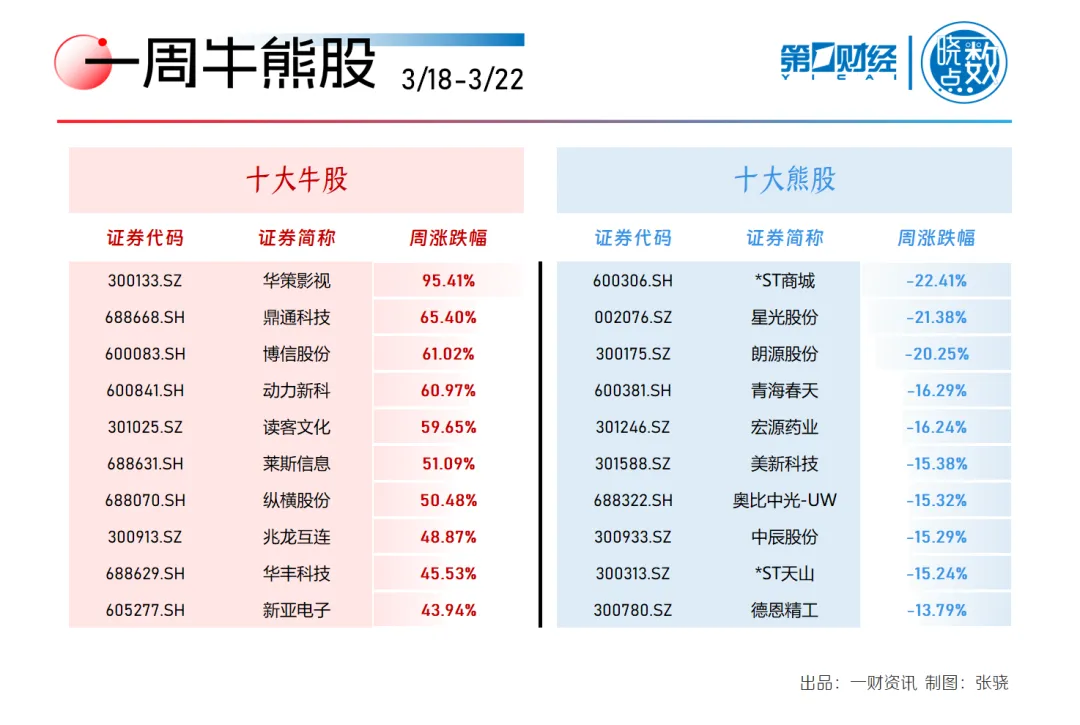 一周牛熊股 3/18-3/22
第一财经
YICAI
晓数点
十大牛股
证券代码 证券简称 周涨跌幅
300133.SZ 华策影视 95.41%
688668.SH 鼎通科技 65.40%
600083.SH 博信股份 61.02%
600841.SH 动力新科 60.97%
301025.SZ 读客文化 59.65%
688631.SH 莱斯信息 51.09%
688070.SH 纵横股份 50.48%
300913.SZ 兆龙互连 48.87%
688629.SH 华丰科技 45.53%
605277.SH 新亚电子 43.94%
十大熊股
证券代码 证券简称 周涨跌幅
600306.SH *ST商城 -22.41%
002076.SZ 星光股份 -21.38%
300175.SZ 朗源股份 -20.25%
600381.SH 青海春天 -16.29%
301246.SZ 宏源药业 -16.24%
301588.SZ 美新科技 -15.38%
688322.SH 奥比中光-UW -15.32%
300933.SZ 中辰股份 -15.29%
300313.SZ *ST天山 -15.24%
300780.SZ 德恩精工 -13.79%
出品：一财资讯 制图：张骁